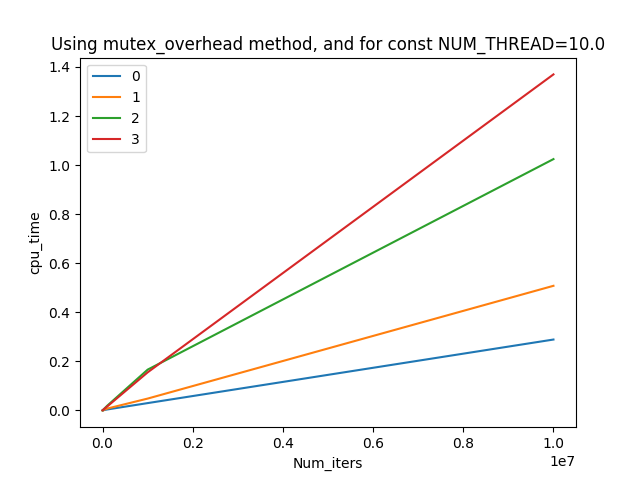 Using mutex_overhead method, and for const NUM_THREAD=10.0
0
1
2
3
1.4
1.2
1.0
0.8
0.6
0.4
0.2
0.0
cpu_time
0.0 0.2 0.4 0.6 0.8 1.0
1e7
Num_iters